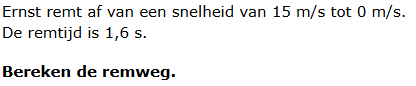 Ernst remt af van een snelheid van 15 m/s tot 0 m/s.
De remtijd is 1,6 s.
Bereken de remweg.